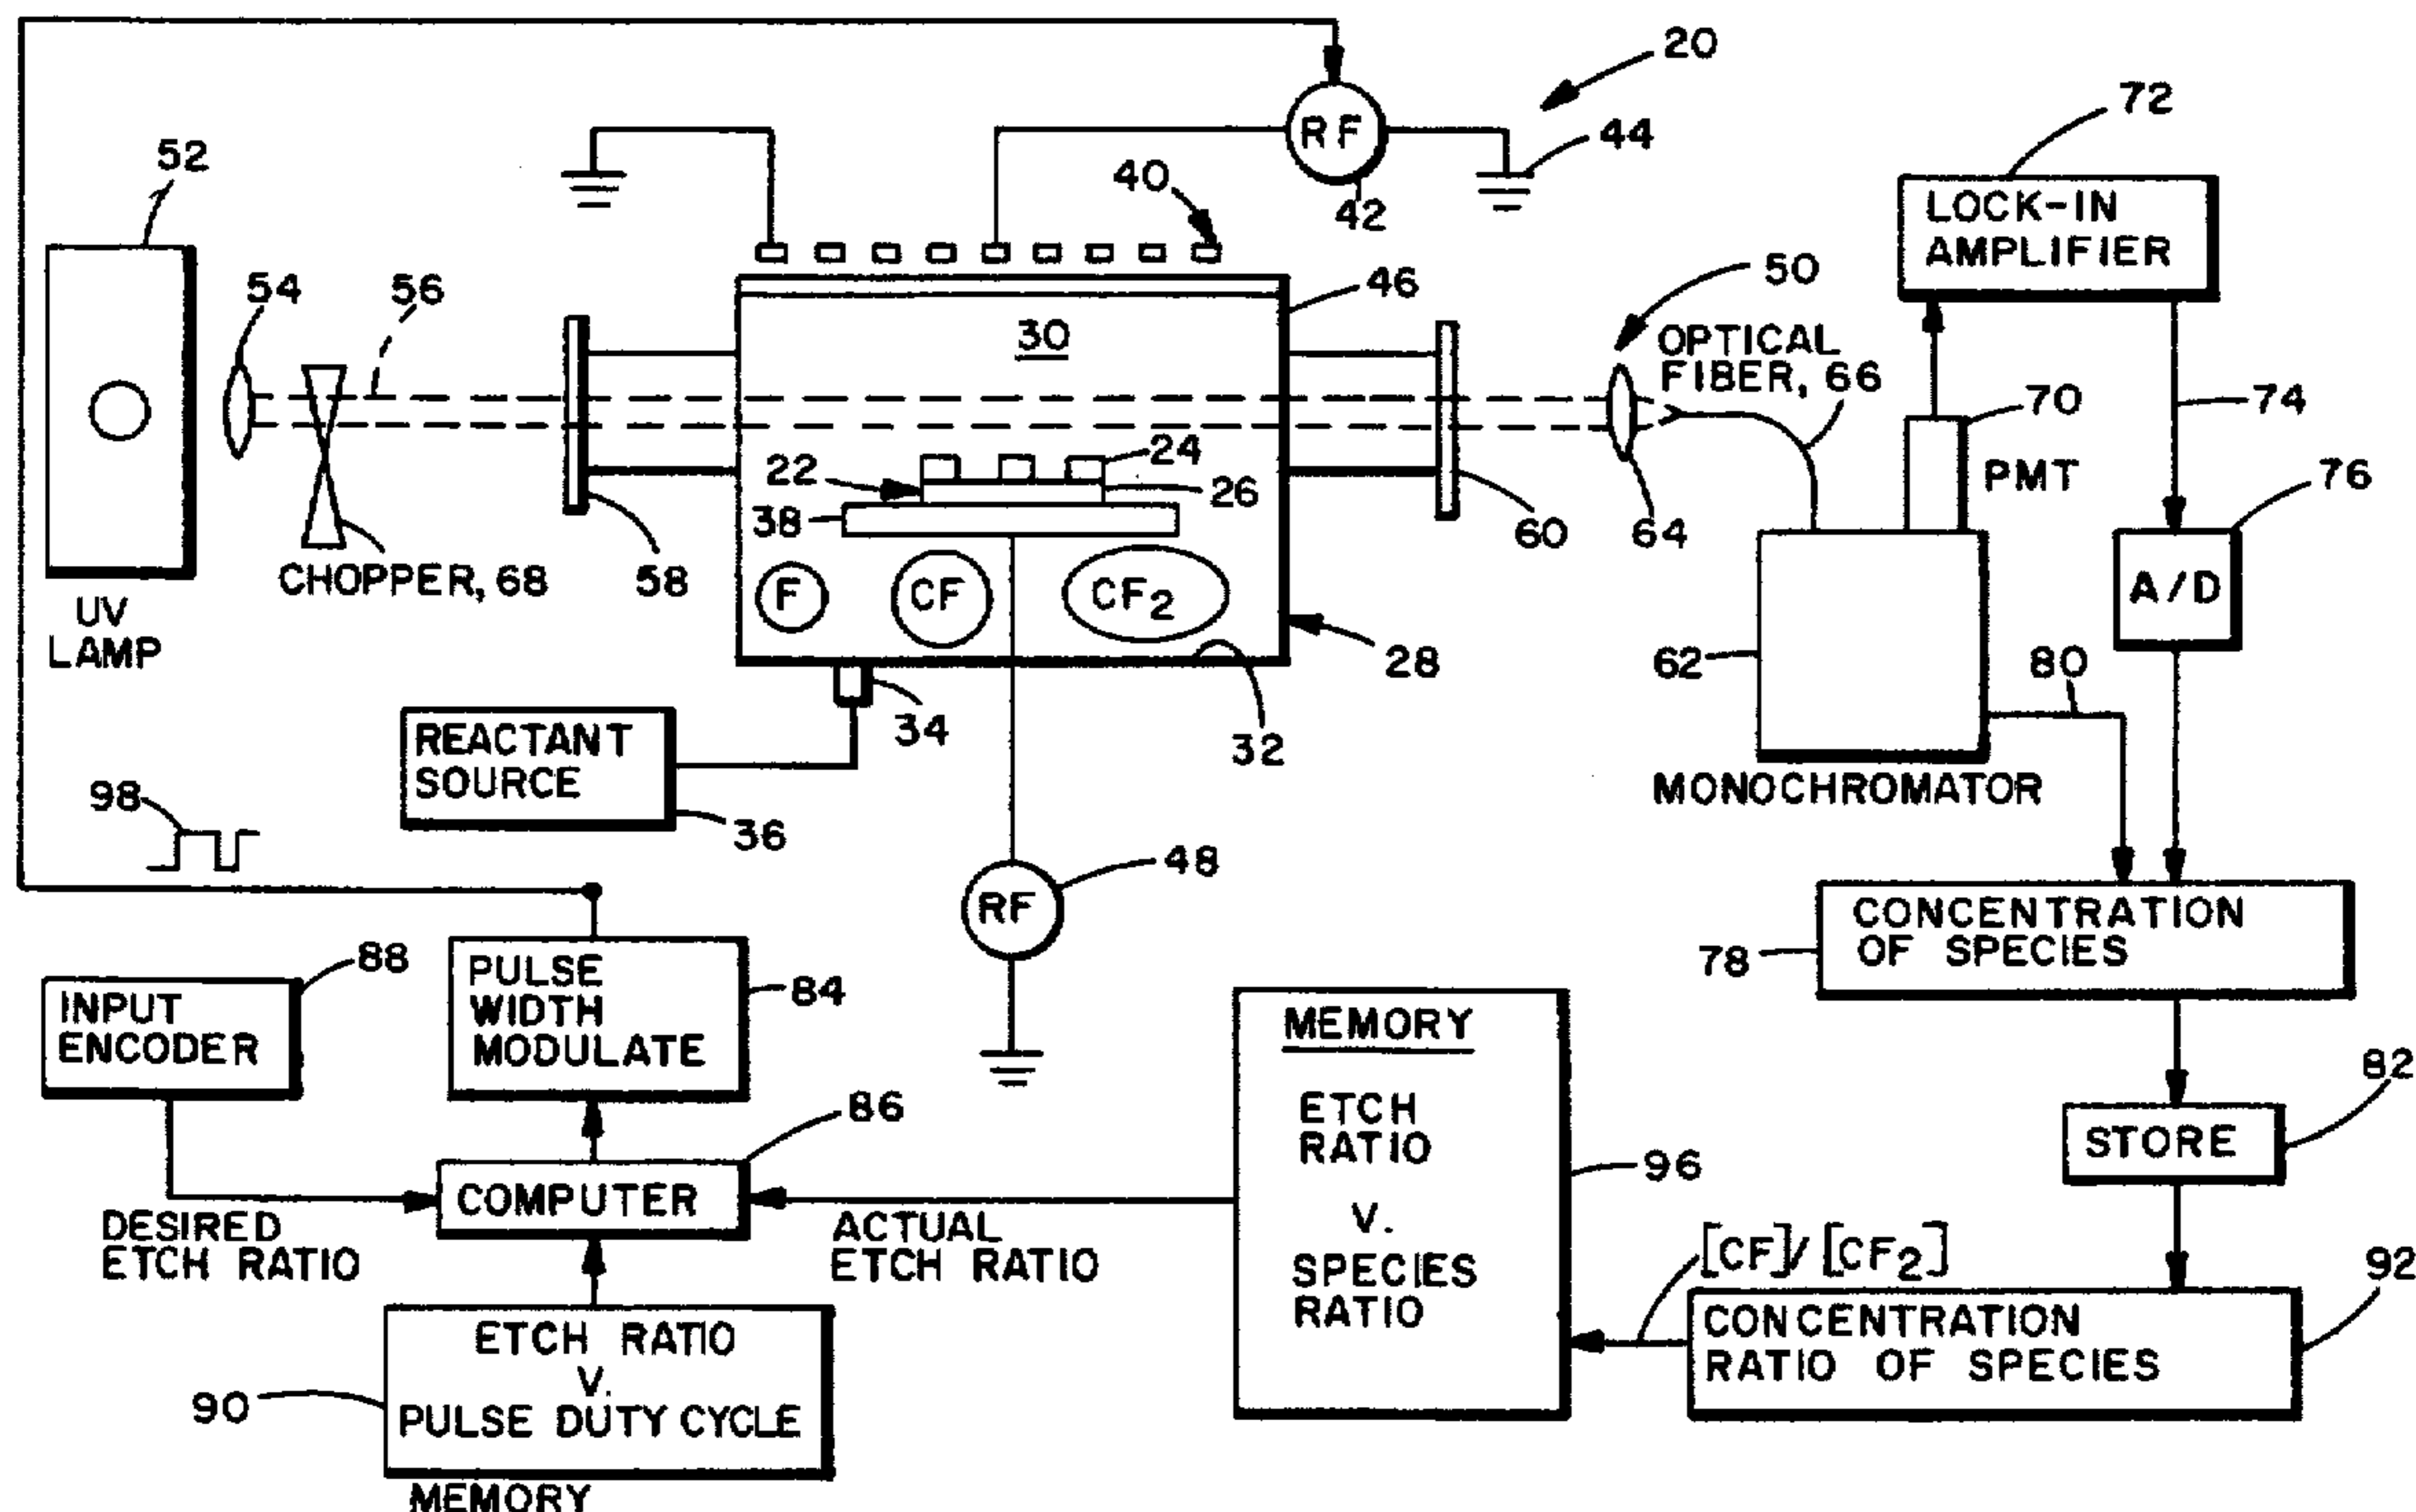 20
72
RF
44
52
40
42
LOCK-IN
AMPLIFIER
54
56
46
50
30
OPTICAL
FIBER, 66
70
74
24
22
26
PMT
76
38
60
64
CHOPPER, 68
58
F
CF
CF2
A/D
UV
LAMP
28
62
80
34
32
REACTANT
SOURCE
MONOCHROMATOR
98
36
48
RF
CONCENTRATION
OF SPECIES
78
88
PULSE
WIDTH
MODULATE
84
INPUT
ENCODER
MEMORY
ETCH
RATIO
V.
SPECIES
RATIO
82
86
STORE
96
COMPUTER
DESIRED
ETCH RATIO
ACTUAL
ETCH RATIO
[CF]/[CF2]
92
CONCENTRATION
RATIO OF SPECIES
ETCH RATIO
V.
PULSE DUTY CYCLE
90
MEMORY